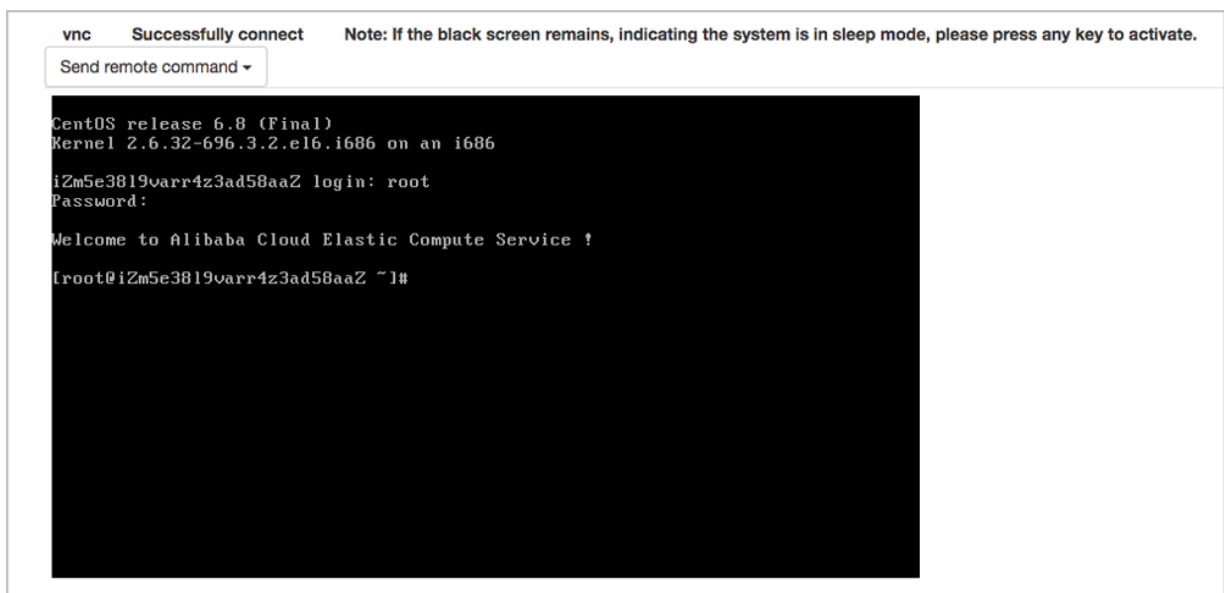 vnc Successfully connect Note: If the black screen remains, indicating the system is in sleep mode, please press any key to activate.
Send remote command
CentOS release 6.8 (Final)
Kernel 2.6.32-696.3.2.el6.i686 on an i686
iZm5e38l9varr4z3ad58aaZ login: root
Password:
Welcome to Alibaba Cloud Elastic Compute Service !
[root@iZm5e38l9varr4z3ad58aaZ ~]#